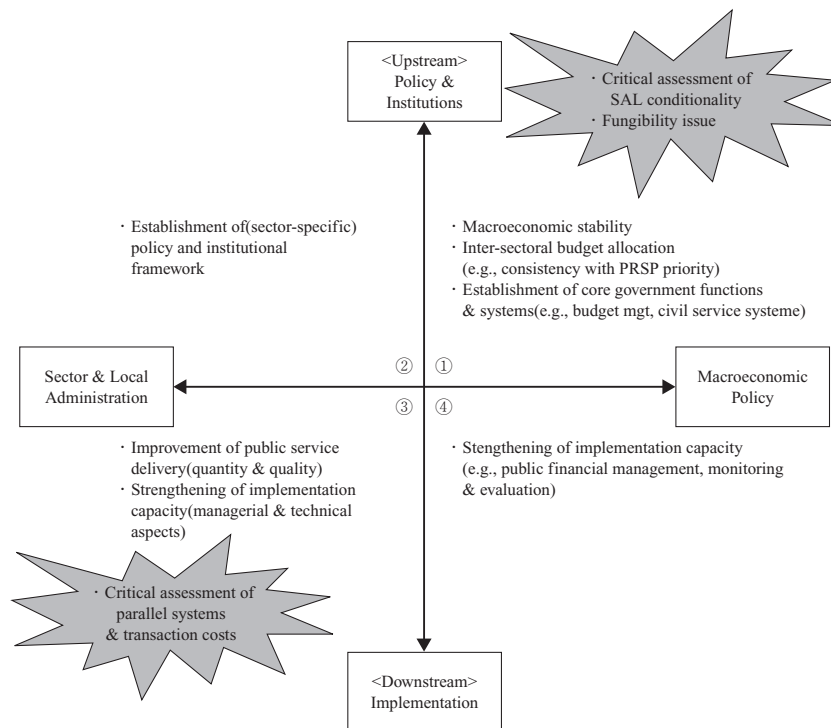 <Upstream>
Policy &
Institutions
・Critical assessment of
SAL conditionality
・Fungibility issue
・Establishment of(sector-specific)
policy and institutional
framework
・Macroeconomic stability
・Inter-sectoral budget allocation
(e.g., consistency with PRSP priority)
・Establishment of core government functions
& systems(e.g., budget mgt, civil service systeme)
② ①
Sector & Local
Administration
Macroeconomic
Policy
③ ④
・Improvement of public service
delivery(quantity & quality)
・Strengthening of implementation
capacity(managerial & technical
aspects)
・Stengthening of implementation capacity
(e.g., public financial management, monitoring
& evaluation)
・Critical assessment of
parallel systems
& transaction costs
<Downstream>
Implementation